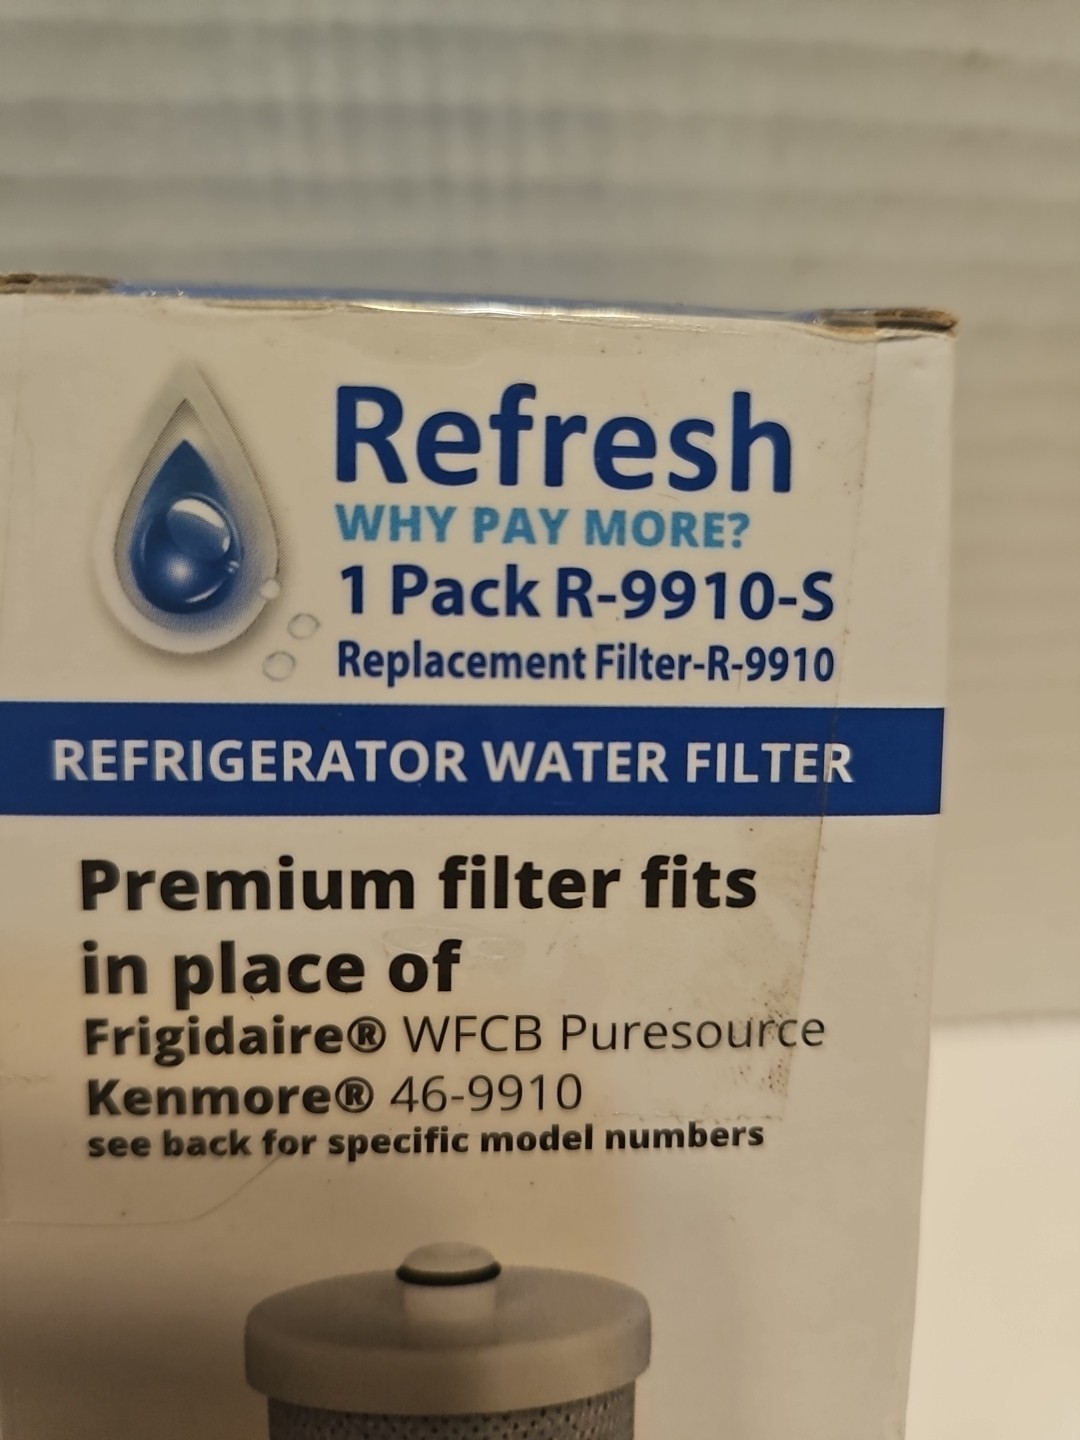 Refresh
WHY PAY MORE?
1 Pack R-9910-S
Replacement Filter-R-9910
REFRIGERATOR WATER FILTER
Premium filter fits
in place of
Frigidaire® WFCB Puresource
Kenmore® 46-9910
see back for specific model numbers